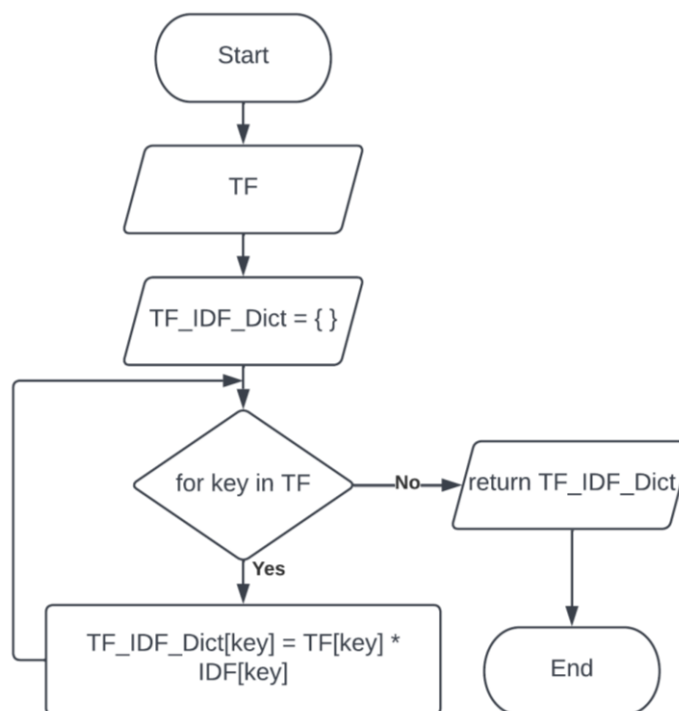 Start
TF
TF_IDF_Dict = { }
for key in TF
No
return TF_IDF_Dict
Yes
TF_IDF_Dict[key] = TF[key] *
IDF[key]
End